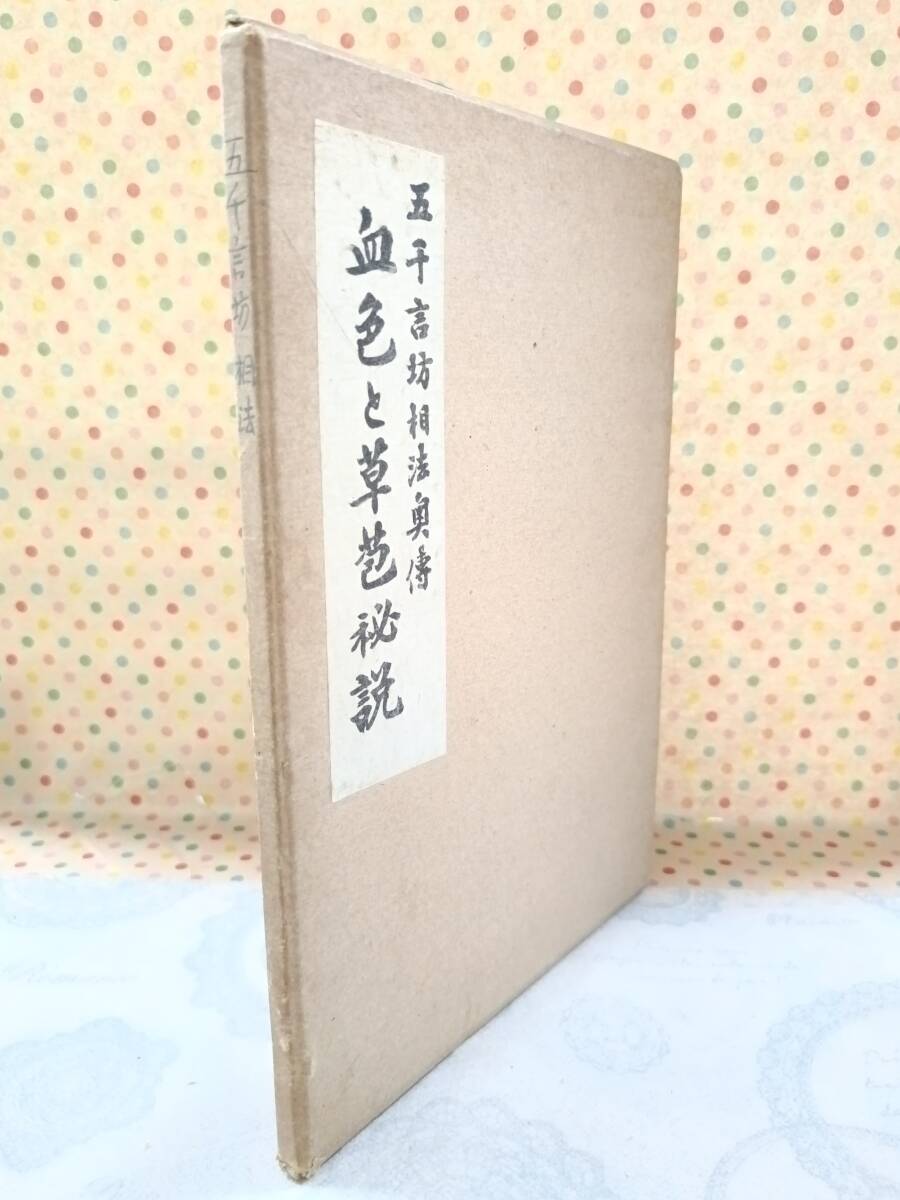 五千言坊相法奥傳
血色と草苞秘説
五千言坊 相法